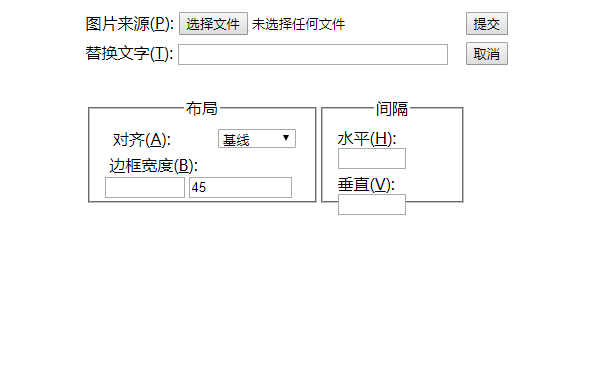 图片来源(P): 选择文件 未选择任何文件 提交
替换文字(T): 取消
布局
对齐(A): 基线
边框宽度(B):
45
间隔
水平(H):
垂直(V):